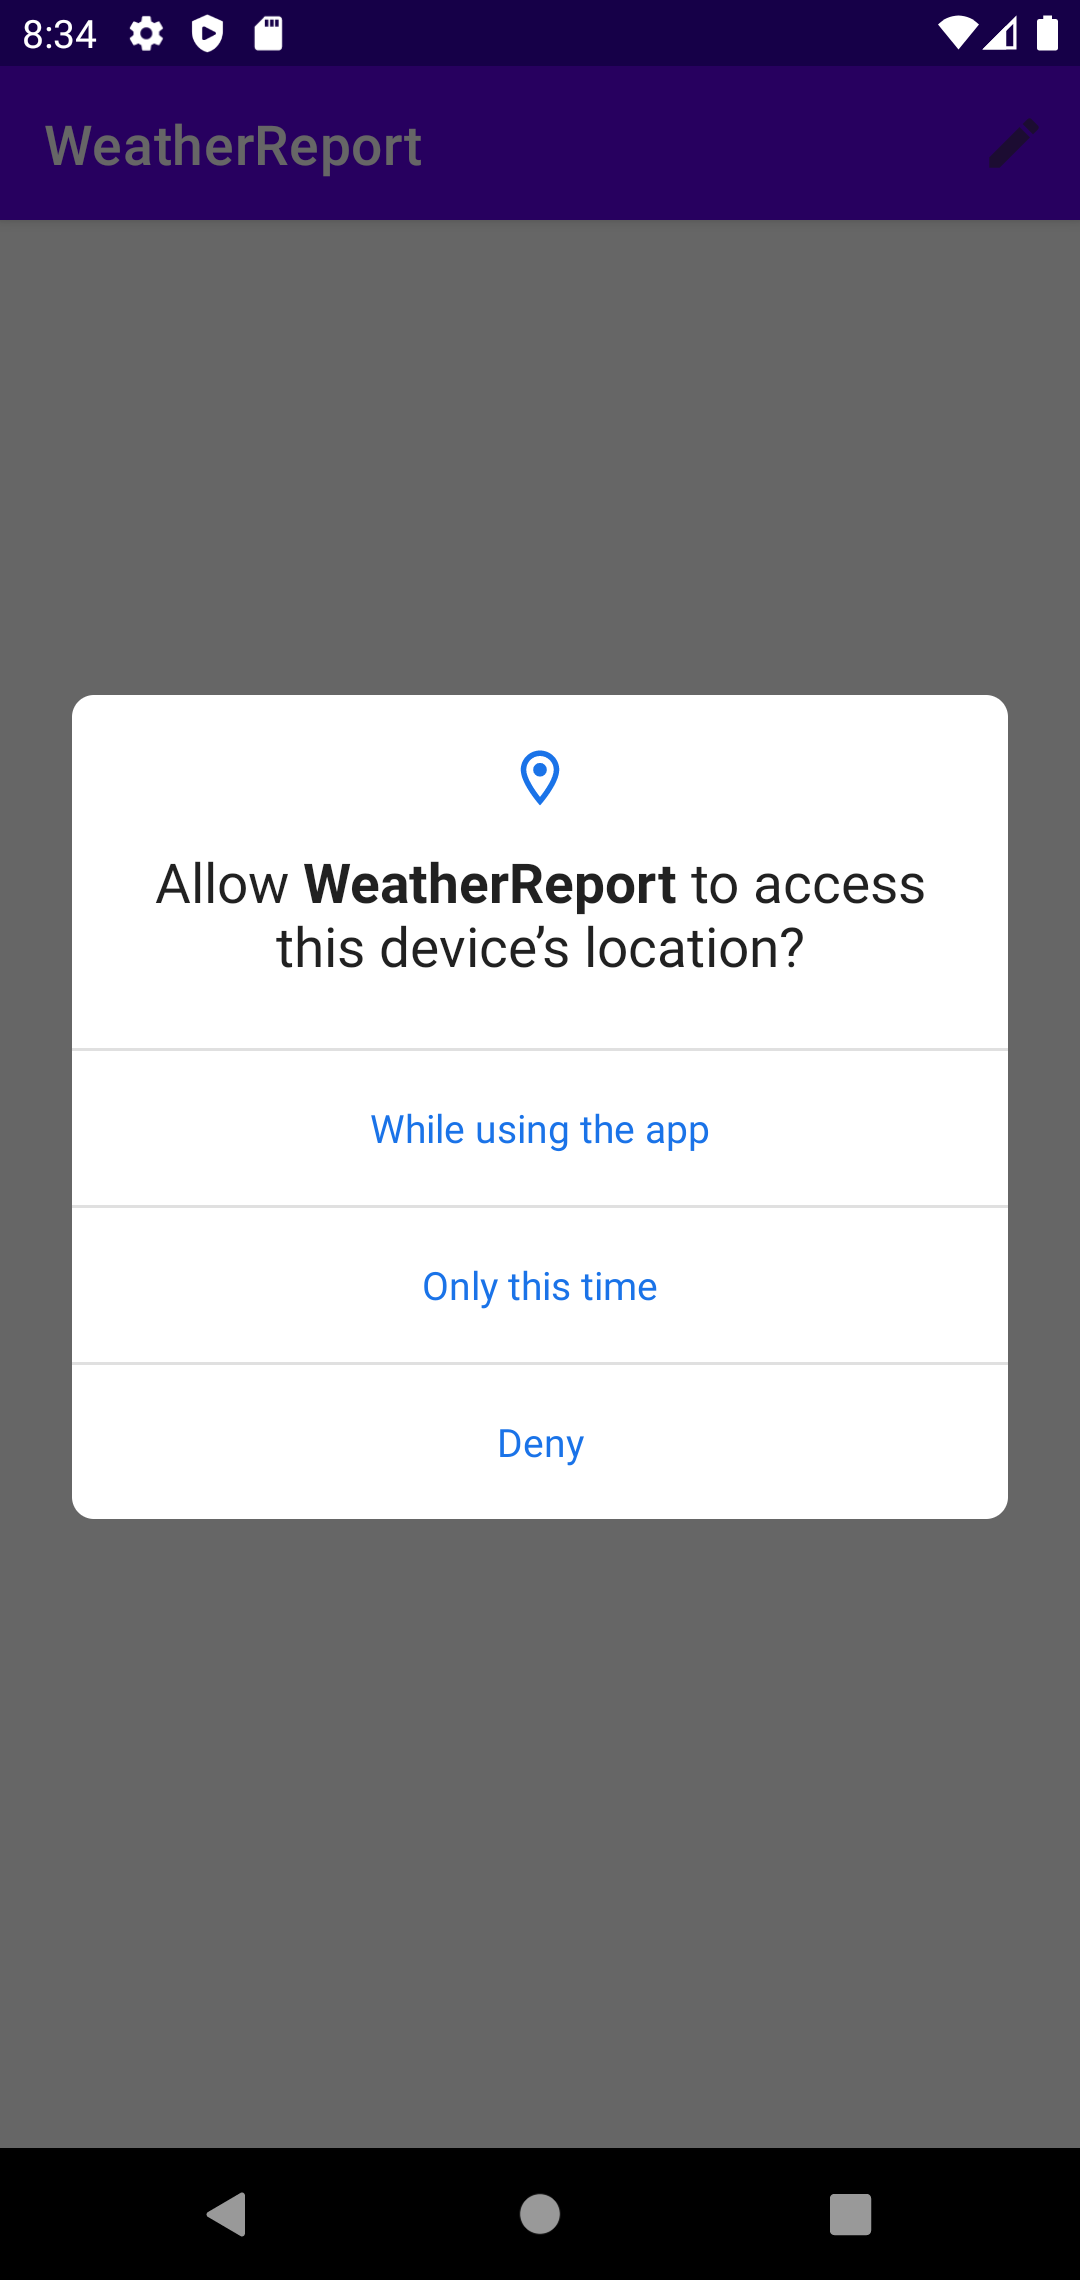 8:34
WeatherReport
Allow WeatherReport to access
this device’s location?
While using the app
Only this time
Deny